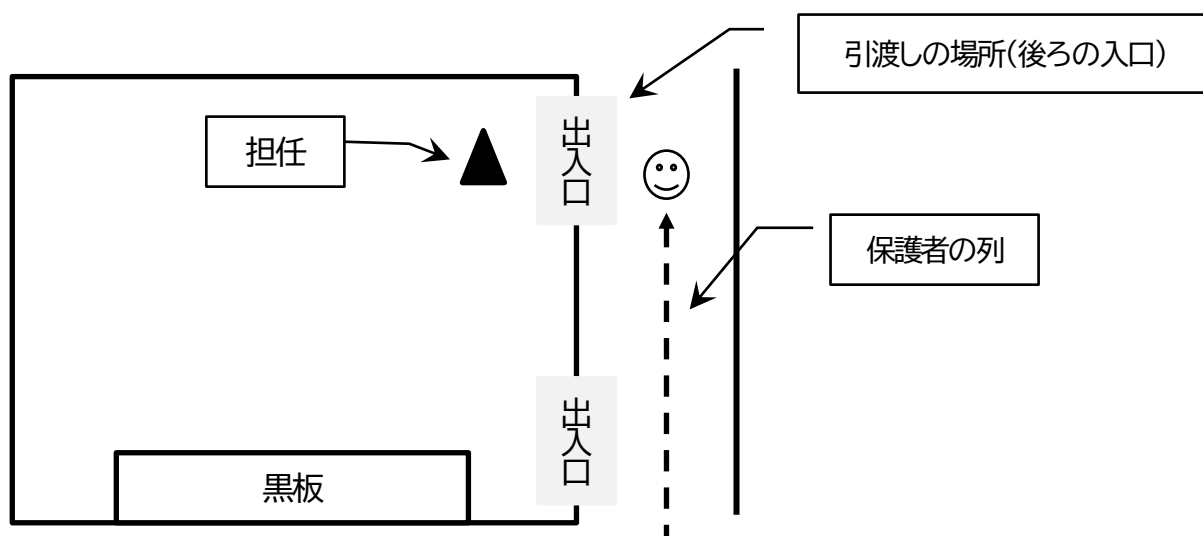 引渡しの場所(後ろの入口)
担任
出入口
保護者の列
出入口
黒板